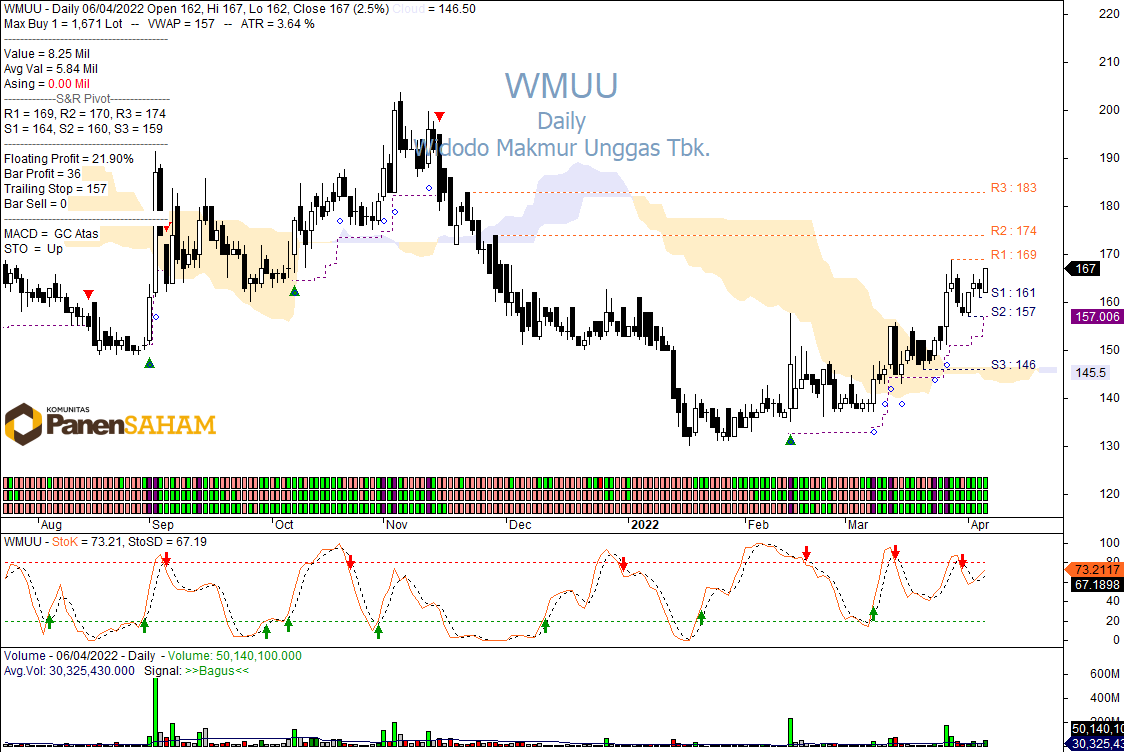 WMUU - Daily 06/04/2022 Open 162, Hi 167, Lo 162, Close 167 (2.5%) Cloud = 146.50
Max Buy 1 = 1,671 Lot -- VWAP = 157 -- ATR = 3.64 %
Value = 8.25 Mil
Avg Val = 5.84 Mil
Asing = 0.00 Mil
S&R Pivot
R1 = 169, R2 = 170, R3 = 174
S1 = 164, S2 = 160, S3 = 159
Floating Profit = 21.90%
Bar Profit = 36
Trailing Stop = 157
Bar Sell = 0
MACD = GC Atas
STO = Up
WMUU
Daily
Widodo Makmur Unggas Tbk.
R3 : 183
R2 : 174
R1 : 169
S1 : 161
S2 : 157
S3 : 146
220
210
200
190
180
170
167
160
157.006
150
145.5
140
130
120
KOMUNITAS
PanenSAHAM
Aug Sep Oct Nov Dec 2022 Feb Mar Apr
WMUU - StoK = 73.21, StoSD = 67.19
100
80
73.2117
67.1898
40
20
0
Volume - 06/04/2022 - Daily - Volume: 50,140,100.000
Avg.Vol: 30,325,430.000 Signal: >>Bagus<<
600M
400M
200M
50,140,10
30,325,43